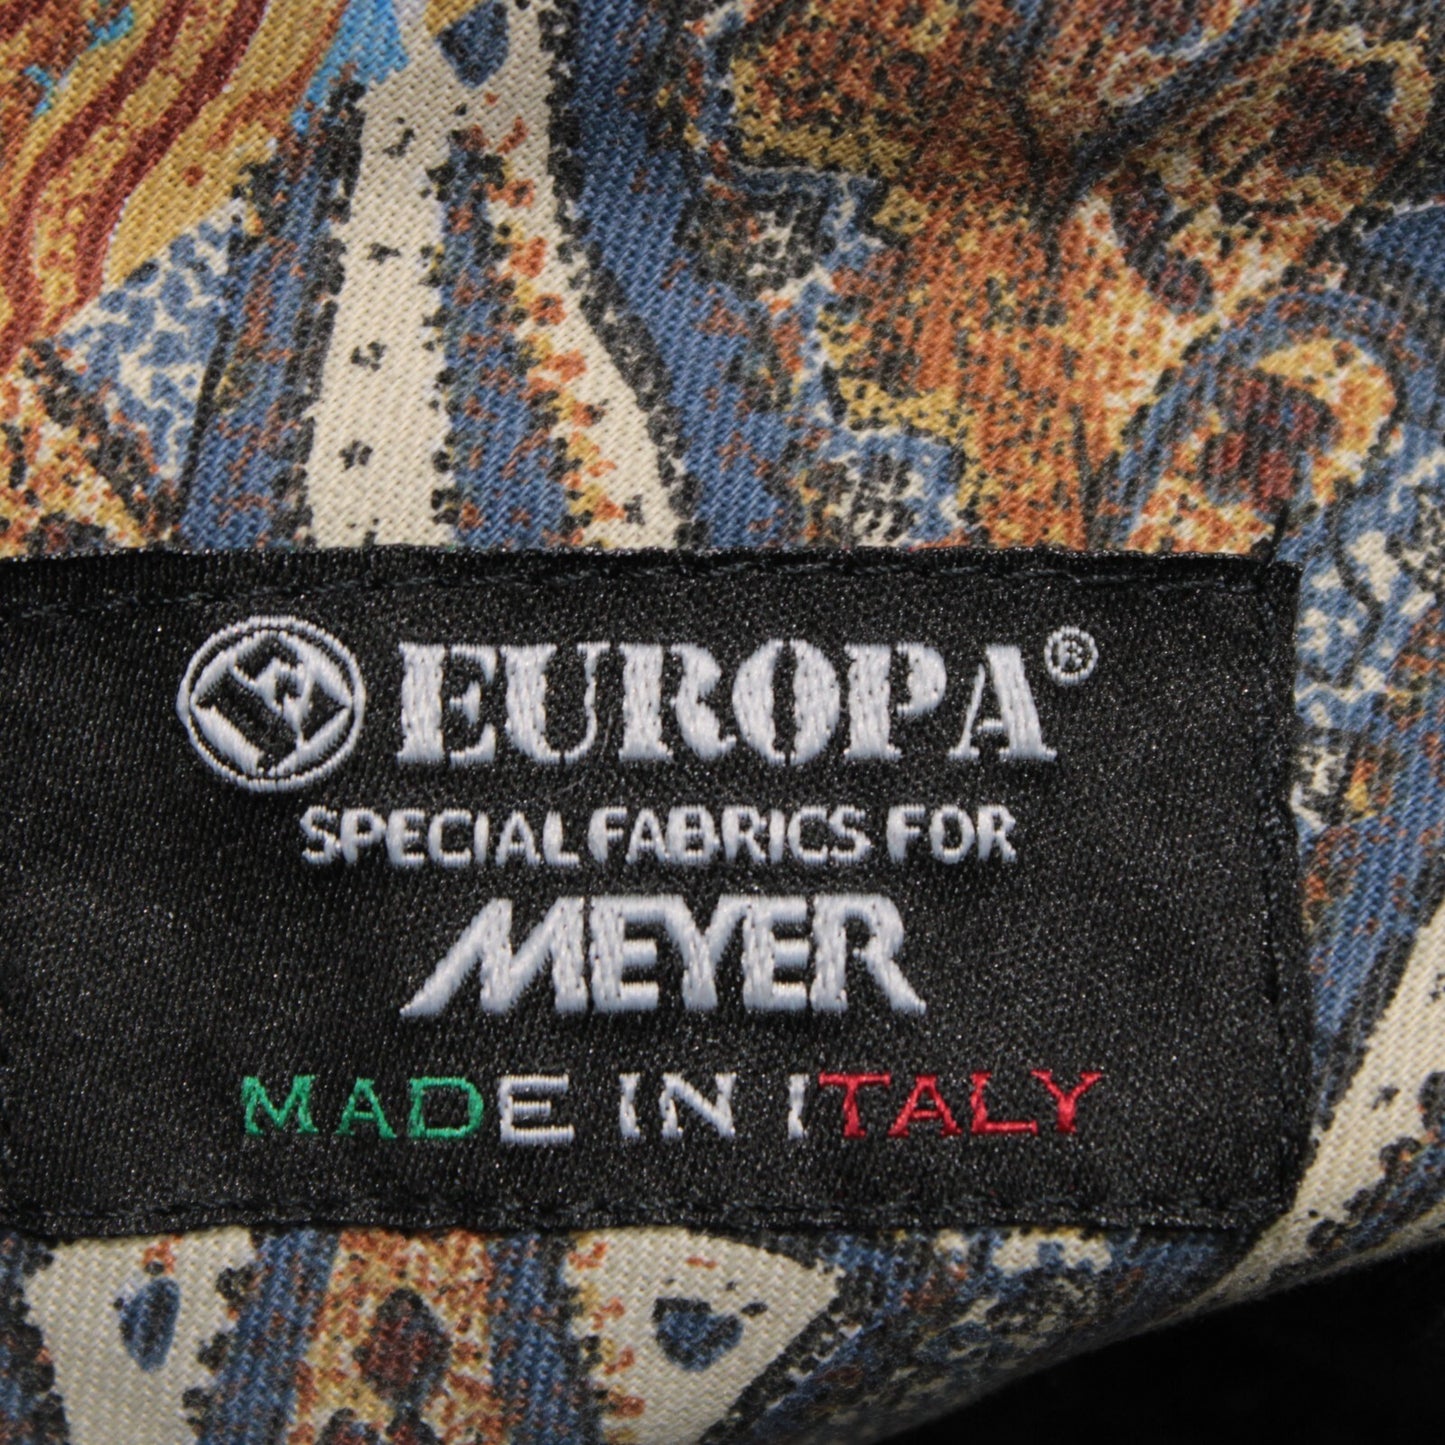 EUROPA®
SPECIAL FABRICS FOR
MEYER
MADE IN ITALY